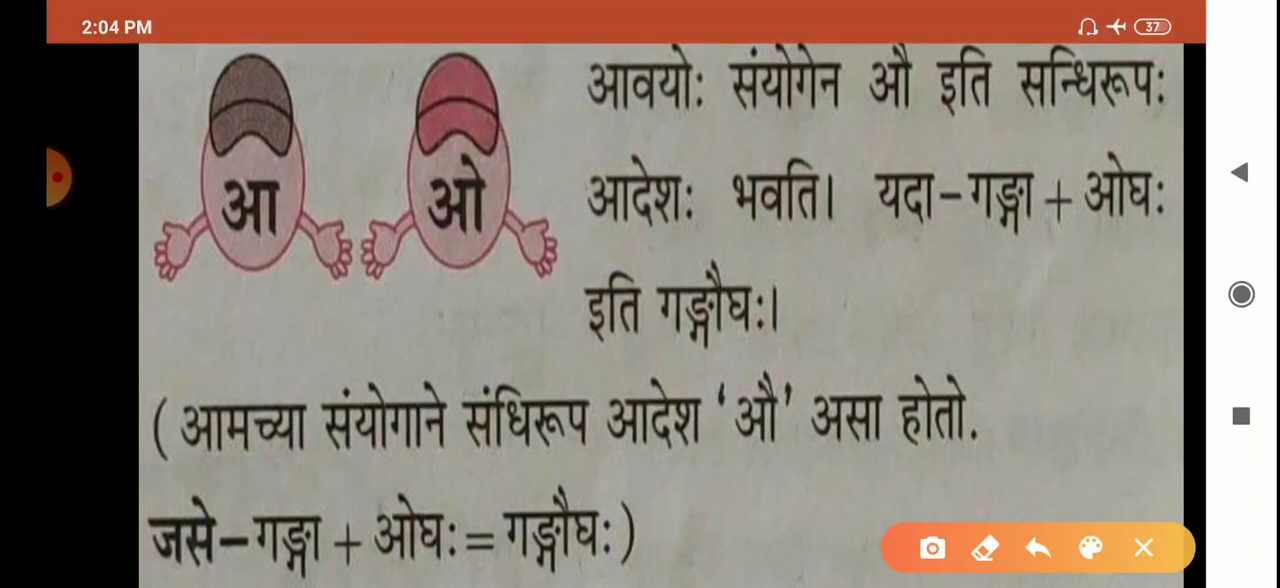 2:04 PM
37
आ
ओ
आवयोः संयोगेन औ इति सन्धिरूपः
आदेशः भवति। यदा-गङ्गा + ओघः
इति गङ्गौघः।
( आमच्या संयोगाने संधिरूप आदेश ‘औ’ असा होतो.
जसे-गङ्गा + ओघः = गङ्गौघः )